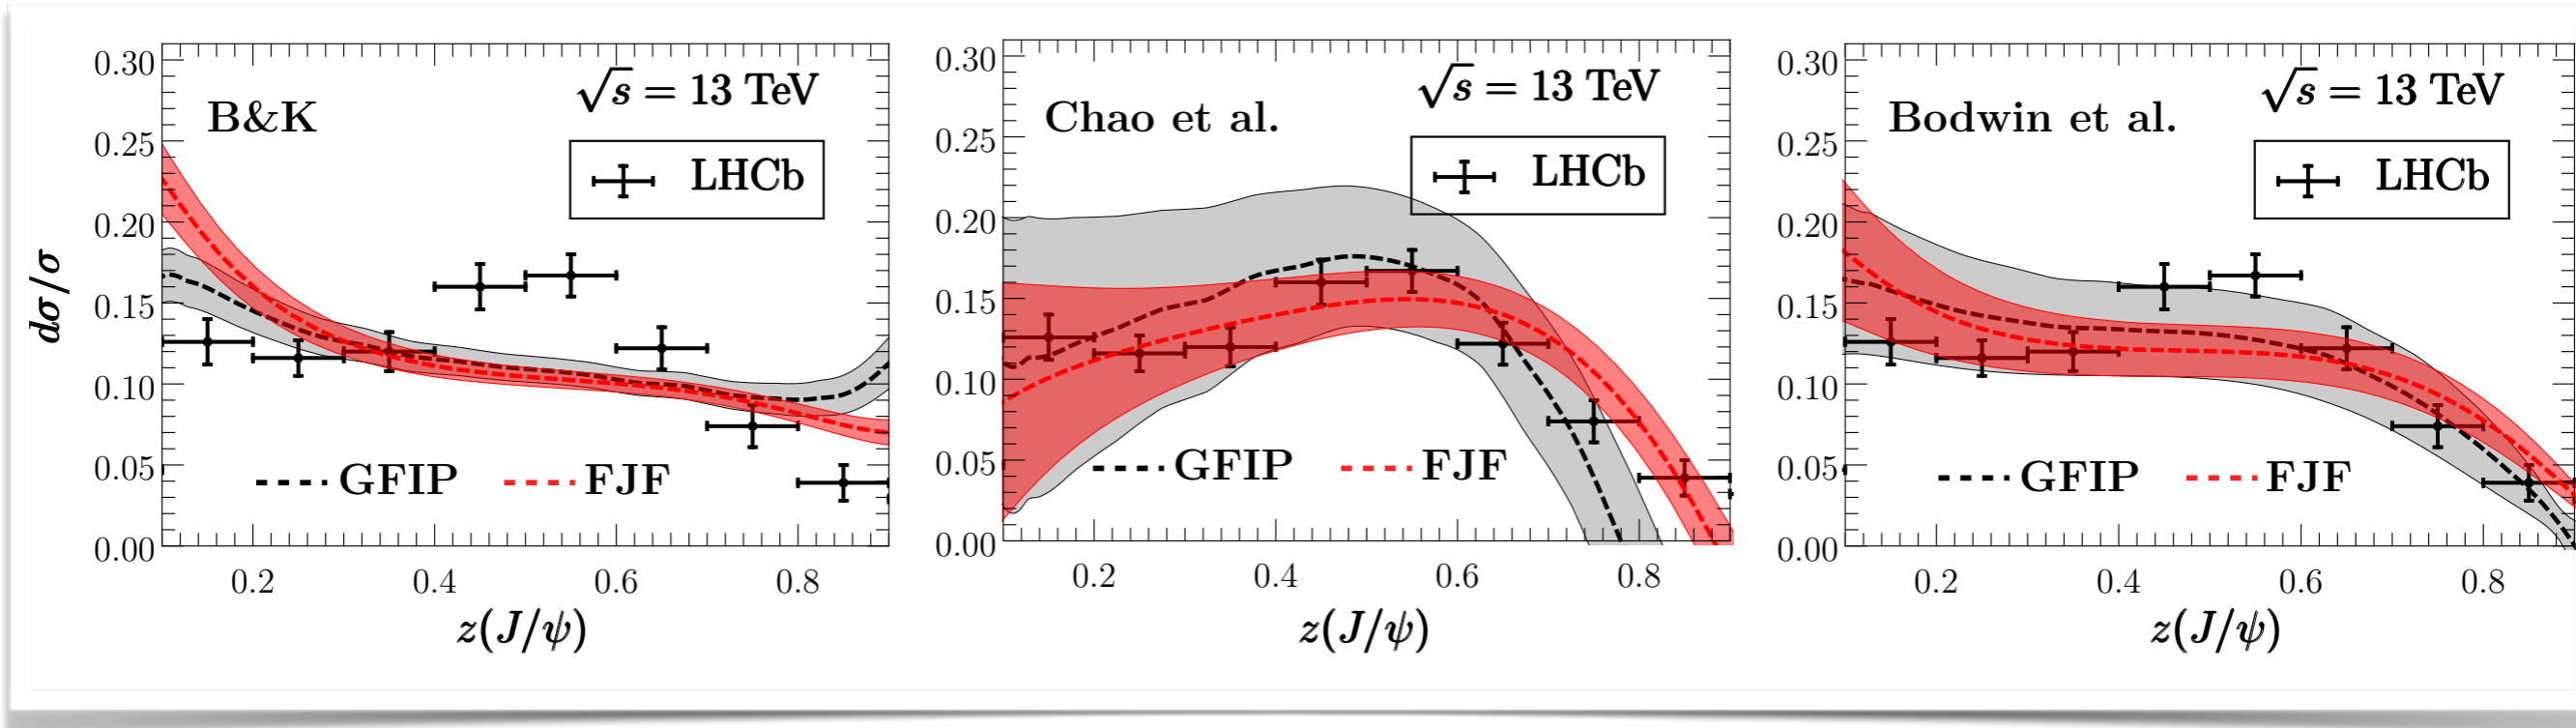 dσ/σ
0.30
0.25
0.20
0.15
0.10
0.05
0.00
B&K
√s = 13 TeV
LHCb
GFIP
FJF
0.2 0.4 0.6 0.8
z(J/ψ)
0.30
0.25
0.20
0.15
0.10
0.05
0.00
Chao et al.
√s = 13 TeV
LHCb
GFIP
FJF
0.2 0.4 0.6 0.8
z(J/ψ)
0.30
0.25
0.20
0.15
0.10
0.05
0.00
Bodwin et al.
√s = 13 TeV
LHCb
GFIP
FJF
0.2 0.4 0.6 0.8
z(J/ψ)